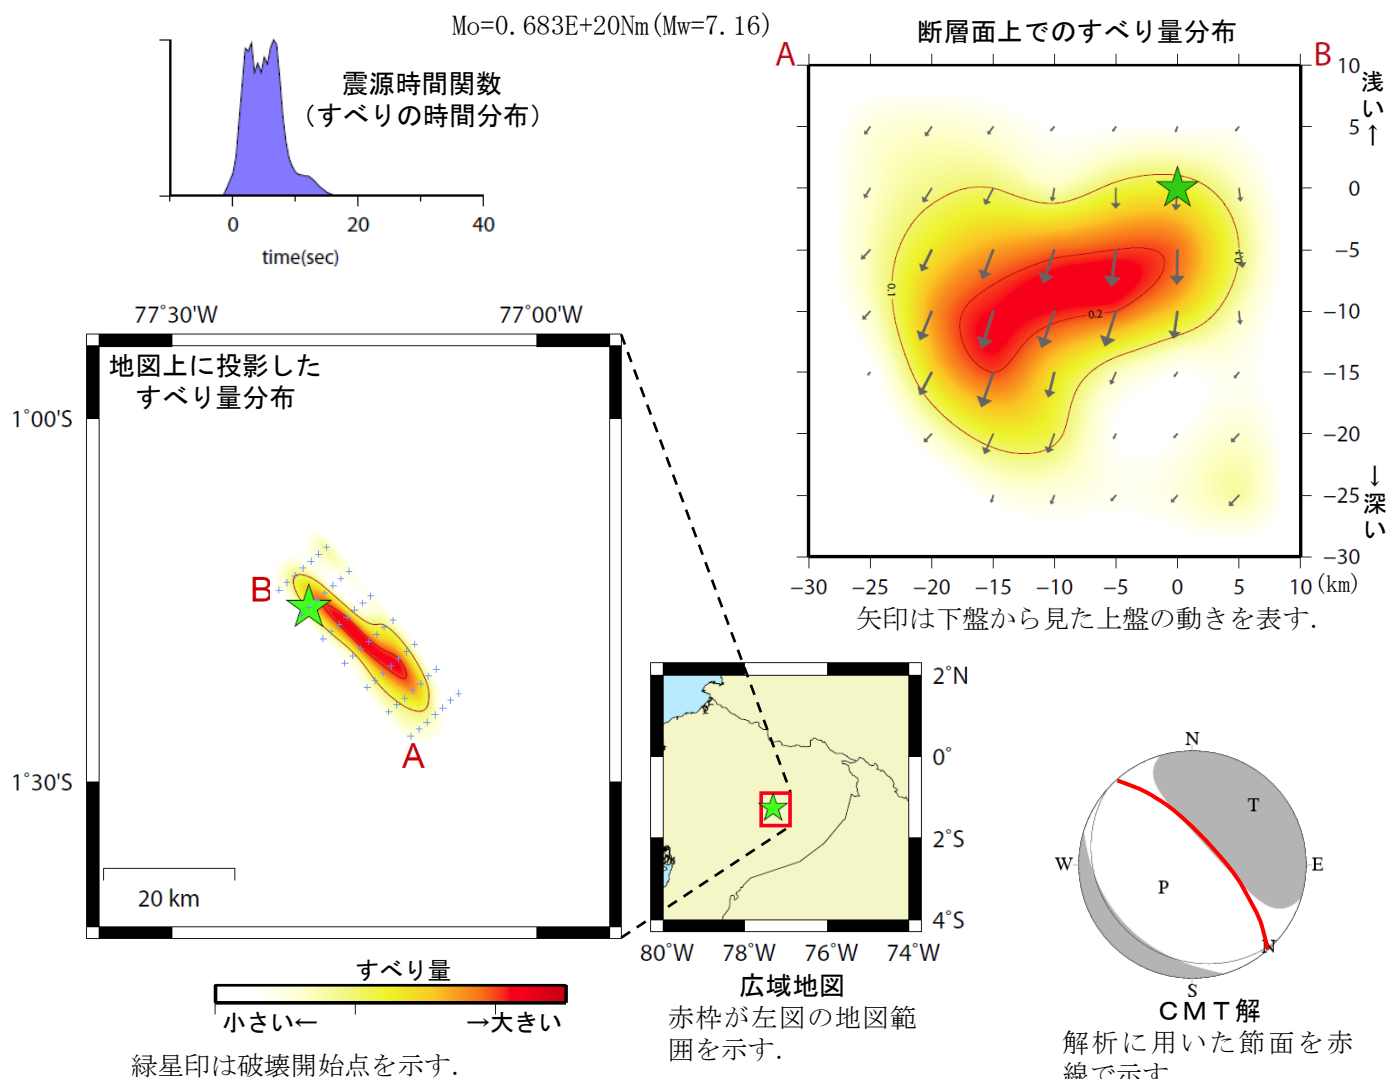 Mo=0.683E+20Nm(Mw=7.16)
震源時間関数
(すべりの時間分布)
0 20 40
time(sec)
断層面上でのすべり量分布
A B
10
浅い↑
5
0
−5
−10
−15
−20
−25
↓深い
−30
0.1
0.2
0.1
−30 −25 −20 −15 −10 −5 0 5 10 (km)
矢印は下盤から見た上盤の動きを表す.
77˚30'W 77˚00'W
地図上に投影した
すべり量分布
1˚00'S
B
A
1˚30'S
20 km
すべり量
小さい← →大きい
緑星印は破壊開始点を示す.
2˚N
0˚
2˚S
4˚S
80˚W 78˚W 76˚W 74˚W
広域地図
赤枠が左図の地図範
囲を示す.
N
T
W E
P
N
S
CMT解
解析に用いた節面を赤
線で示す